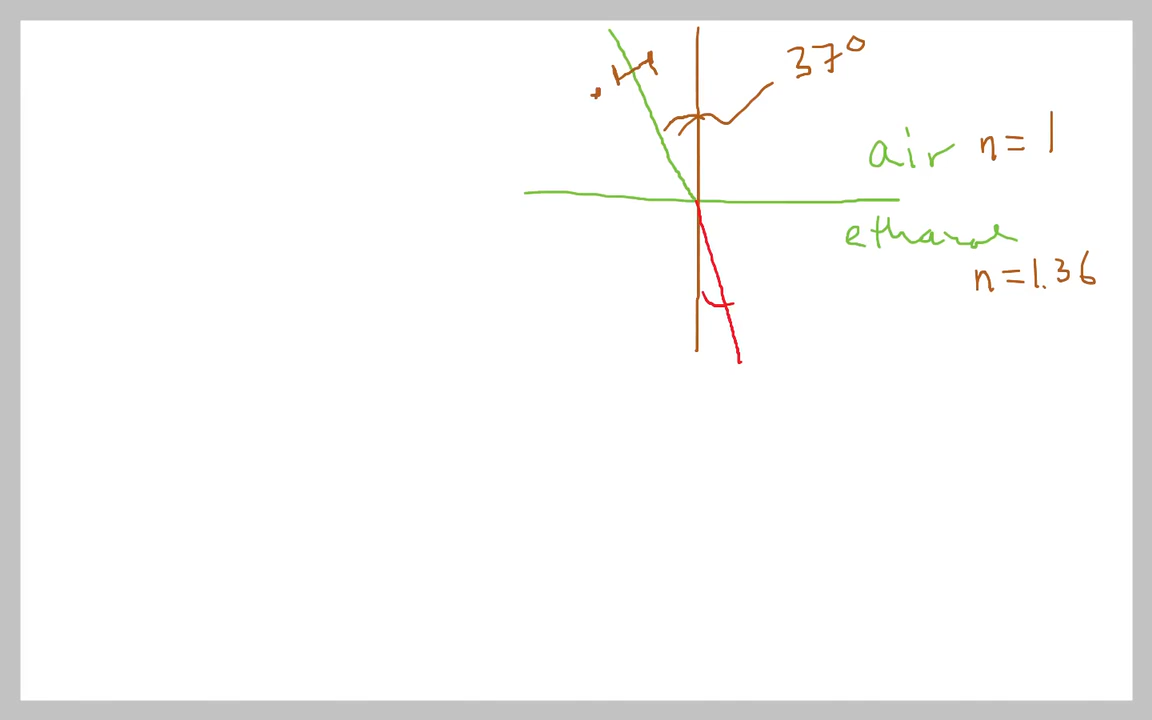 37°
air n = 1
ethanol
n = 1.36